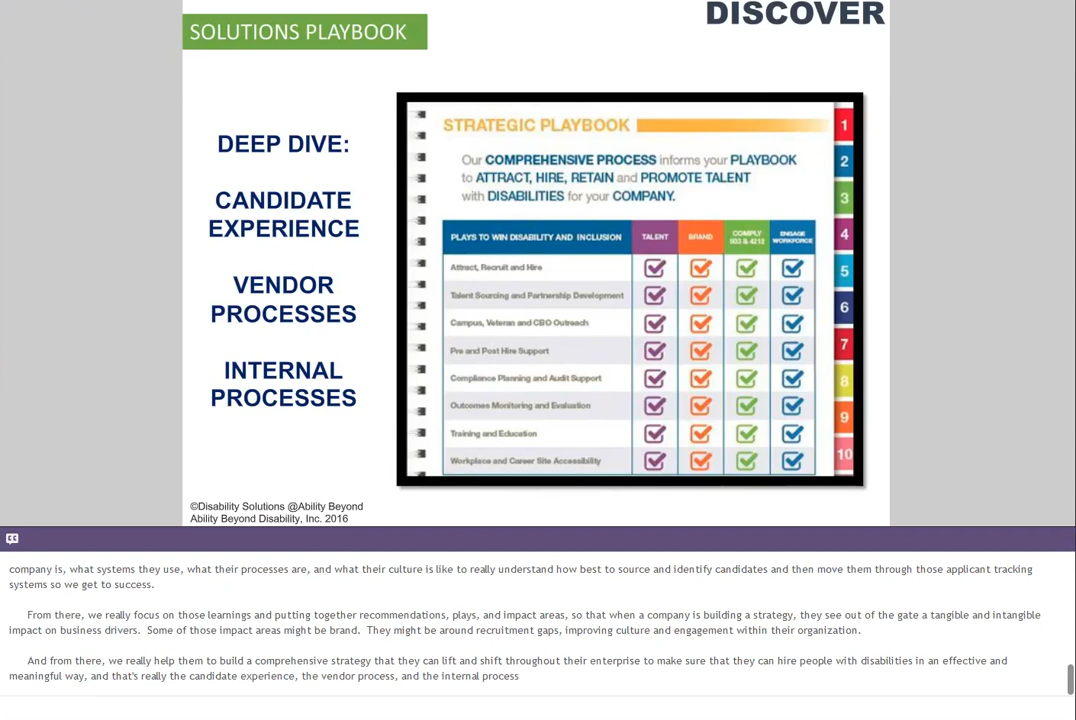 DISCOVER
SOLUTIONS PLAYBOOK
DEEP DIVE:
CANDIDATE
EXPERIENCE
VENDOR
PROCESSES
INTERNAL
PROCESSES
STRATEGIC PLAYBOOK
Our COMPREHENSIVE PROCESS informs your PLAYBOOK
to ATTRACT, HIRE, RETAIN and PROMOTE TALENT
with DISABILITIES for your COMPANY.
PLAYS TO WIN DISABILITY AND INCLUSION TALENT BRAND COMPLY 503 & 4212 ENGAGE WORKFORCE
Attract, Recruit and Hire
Talent Sourcing and Partnership Development
Campus, Veteran and CBO Outreach
Pre and Post Hire Support
Compliance Planning and Audit Support
Outcomes Monitoring and Evaluation
Training and Education
Workplace and Career Site Accessibility
1
2
3
4
5
6
7
8
9
10
©Disability Solutions @Ability Beyond
Ability Beyond Disability, Inc. 2016
company is, what systems they use, what their processes are, and what their culture is like to really understand how best to source and identify candidates and then move them through those applicant tracking
systems so we get to success.
From there, we really focus on those learnings and putting together recommendations, plays, and impact areas, so that when a company is building a strategy, they see out of the gate a tangible and intangible
impact on business drivers. Some of those impact areas might be brand. They might be around recruitment gaps, improving culture and engagement within their organization.
And from there, we really help them to build a comprehensive strategy that they can lift and shift throughout their enterprise to make sure that they can hire people with disabilities in an effective and
meaningful way, and that's really the candidate experience, the vendor process, and the internal process